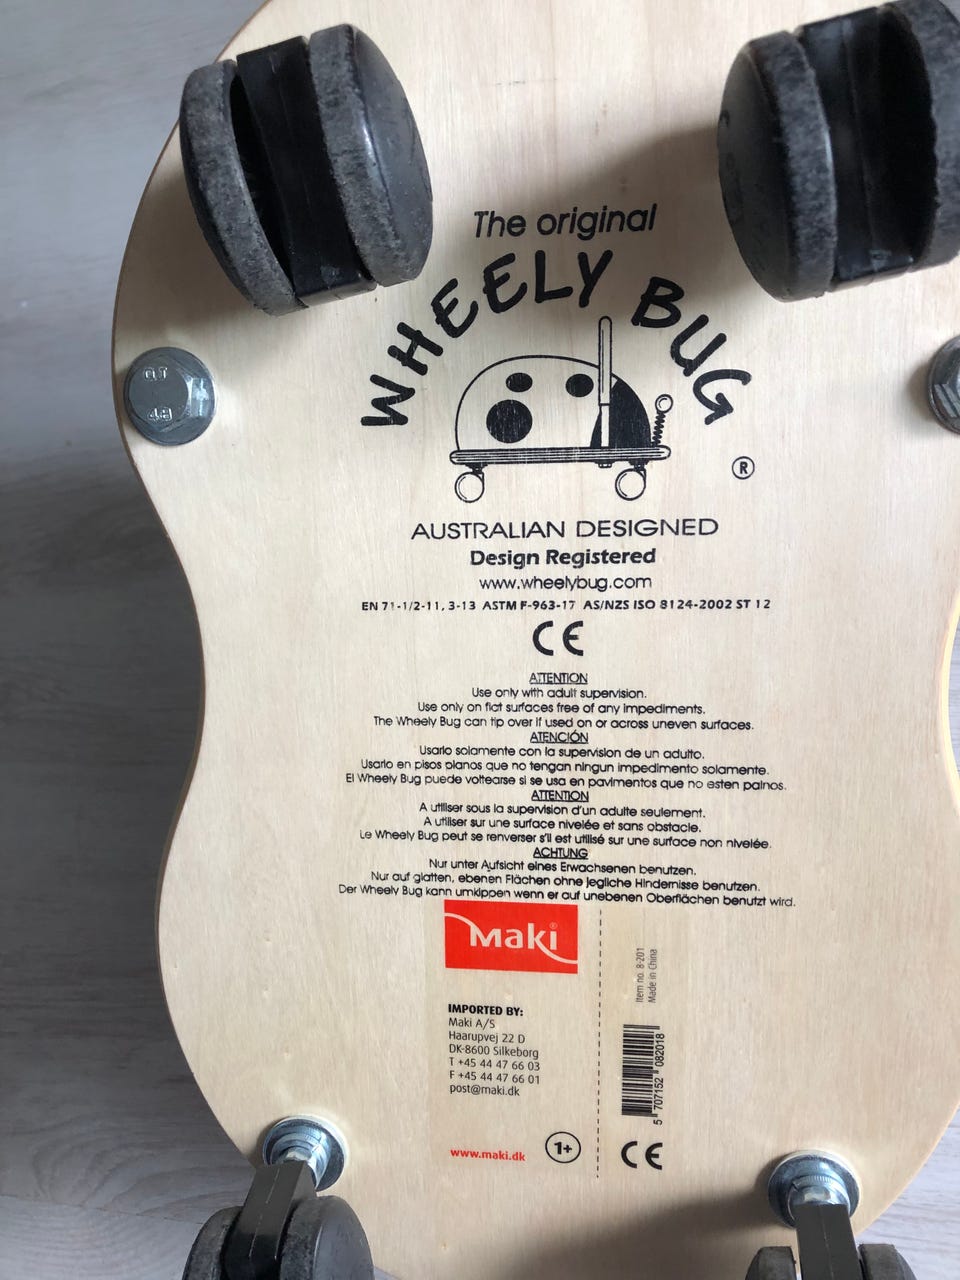 The original
WHEELY BUG
®
AUSTRALIAN DESIGNED
Design Registered
www.wheelybug.com
EN 71-1/2-11, 3-13 ASTM F-963-17 AS/NZS ISO 8124-2002 ST 12
CE
ATTENTION
Use only with adult supervision.
Use only on flat surfaces free of any impediments.
The Wheely Bug can tip over if used on or across uneven surfaces.
ATENCIÓN
Usarlo solamente con la supervision de un adulto.
Usarlo en pisos planos que no tengan ningun impedimento solamente.
El Wheely Bug puede voltearse si se usa en pavimentos que no esten palnos.
ATTENTION
A utiliser sous la supervision d'un adulte seulement.
A utiliser sur une surface nivelée et sans obstacle.
Le Wheely Bug peut se renverser s'il est utilisé sur une surface non nivelée.
ACHTUNG
Nur unter Aufsicht eines Erwachsenen benutzen.
Nur auf glatten, ebenen Flächen ohne jegliche Hindernisse benutzen.
Der Wheely Bug kann umkippen wenn er auf unebenen Oberflächen benutzt wird.
Maki®
IMPORTED BY:
Maki A/S
Haarupvej 22 D
DK-8600 Silkeborg
T +45 44 47 66 03
F +45 44 47 66 01
post@maki.dk
www.maki.dk
1+
Item no. 8-201
Made in China
5 707152 082018
CE